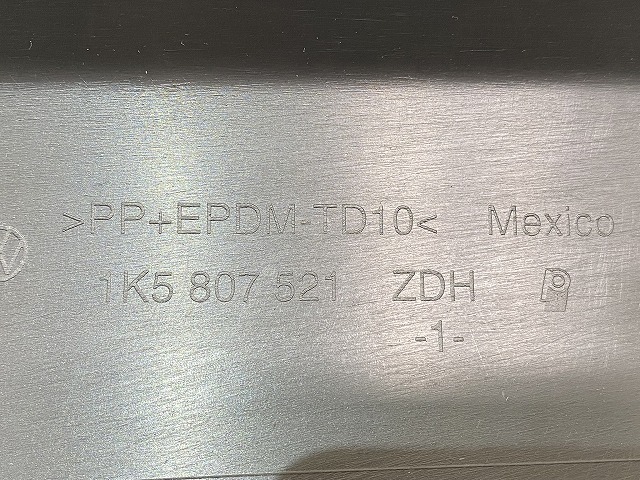 >PP+EPDM-TD10< Mexico
1K5 807 521 ZDH
-1-